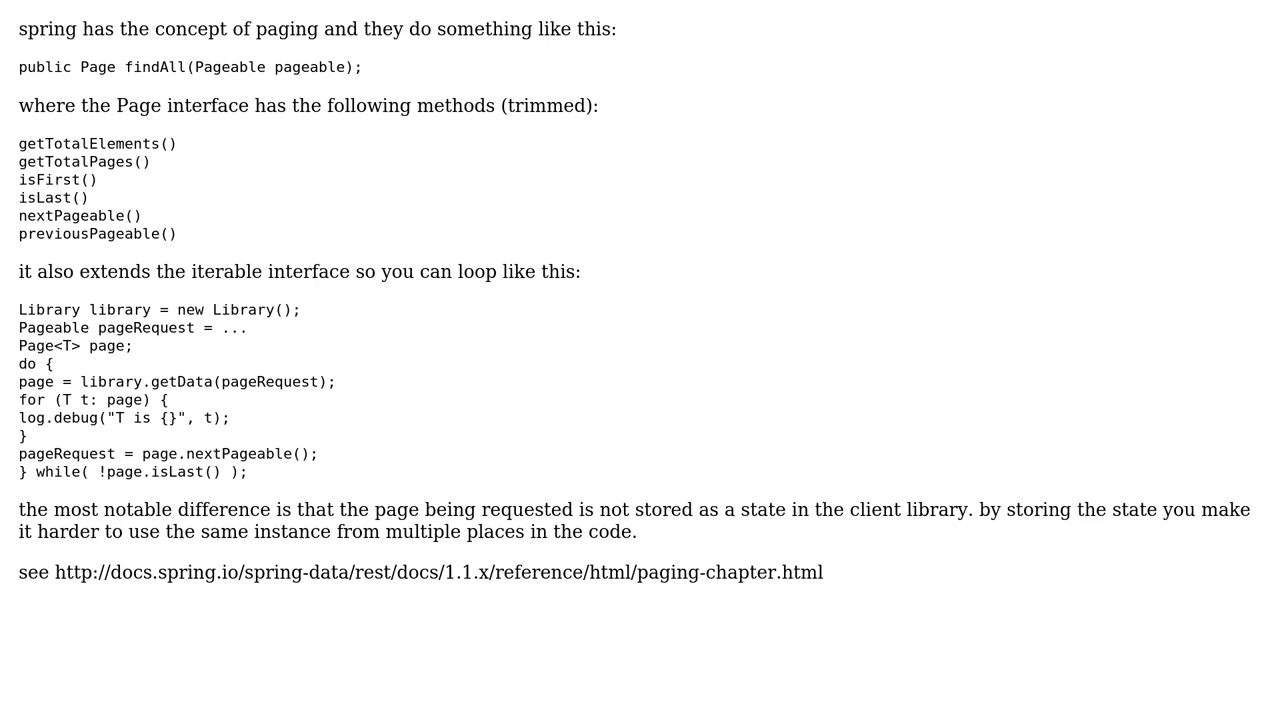 spring has the concept of paging and they do something like this:
public Page findAll(Pageable pageable);
where the Page interface has the following methods (trimmed):
getTotalElements()
getTotalPages()
isFirst()
isLast()
nextPageable()
previousPageable()
it also extends the iterable interface so you can loop like this:
Library library = new Library();
Pageable pageRequest = ...
Page<T> page;
do {
page = library.getData(pageRequest);
for (T t: page) {
log.debug("T is {}", t);
}
pageRequest = page.nextPageable();
} while( !page.isLast() );
the most notable difference is that the page being requested is not stored as a state in the client library. by storing the state you make
it harder to use the same instance from multiple places in the code.
see http://docs.spring.io/spring-data/rest/docs/1.1.x/reference/html/paging-chapter.html